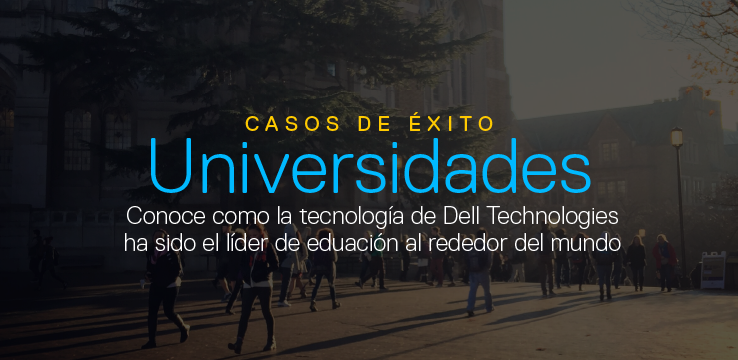 CASOS DE ÉXITO
Universidades
Conoce como la tecnología de Dell Technologies
ha sido el líder de eduación al rededor del mundo